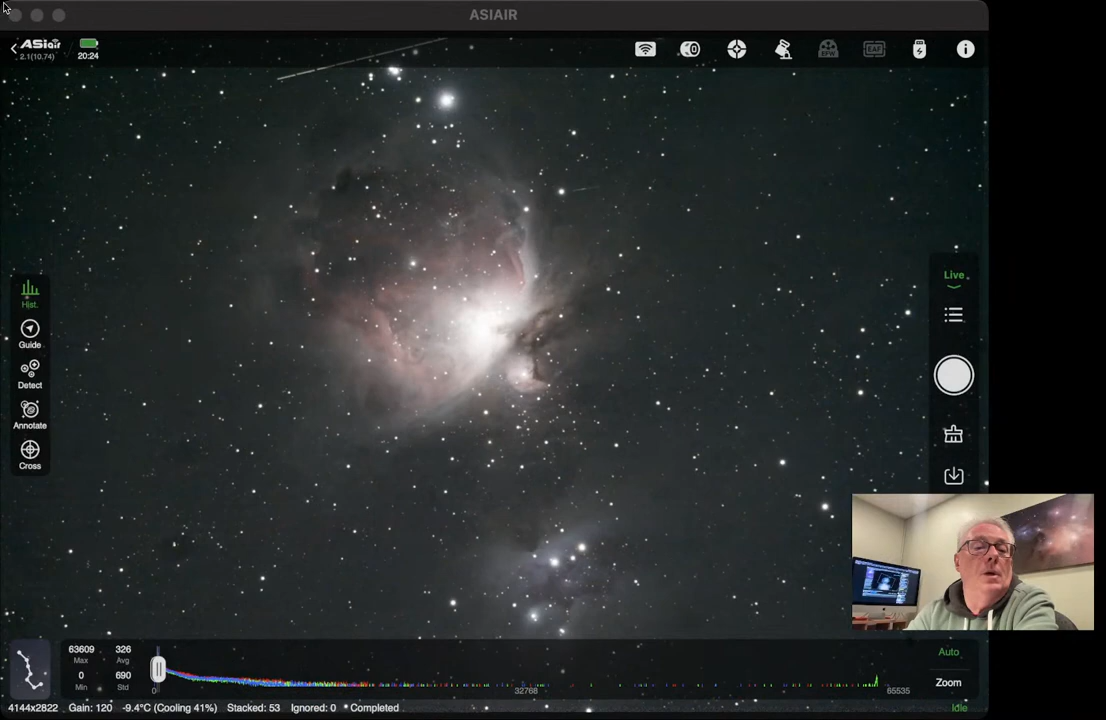 ASIAIR
ASiair
2.1(10.74)
20:24
EFW
EAF
Live
Hist.
Guide
Detect
Annotate
Cross
63609 326
Max Avg
0 690
Min Std
0 32768 65535
Auto
Zoom
4144x2822 Gain: 120 -9.4°C (Cooling 41%) Stacked: 53 Ignored: 0 Completed
Idle